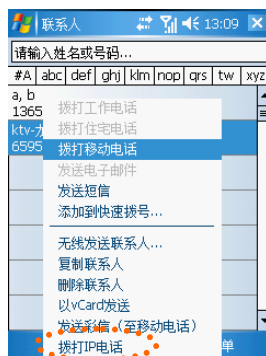 联系人 13:09
请输入姓名或号码...
#A abc def ghj klm nop qrs tw xyz
a, b
1365
ktv-
6595
拨打工作电话
拨打住宅电话
拨打移动电话
发送电子邮件
发送短信
添加到快速拨号...
无线发送联系人...
复制联系人
删除联系人
以vCard发送
发送彩信（至移动电话）
拨打IP电话
单